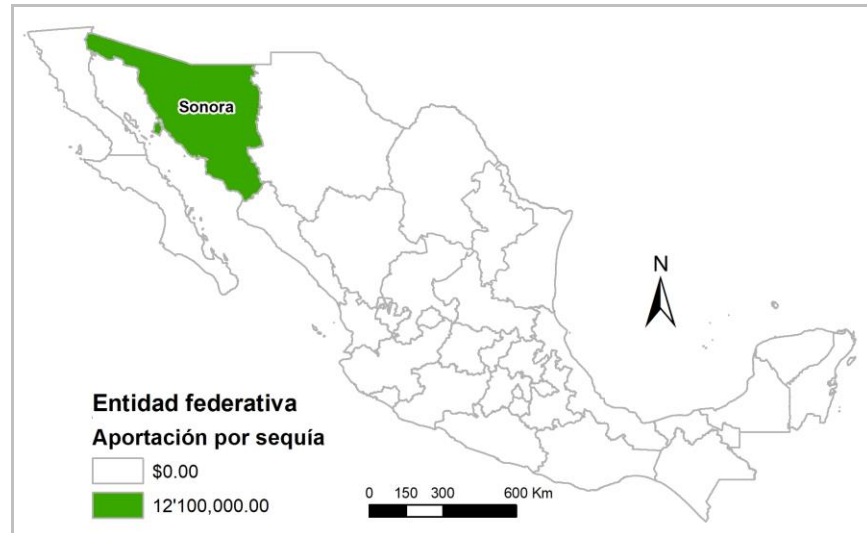 Sonora
N
Entidad federativa
Aportación por sequía
$0.00
12'100,000.00
0 150 300 600 Km